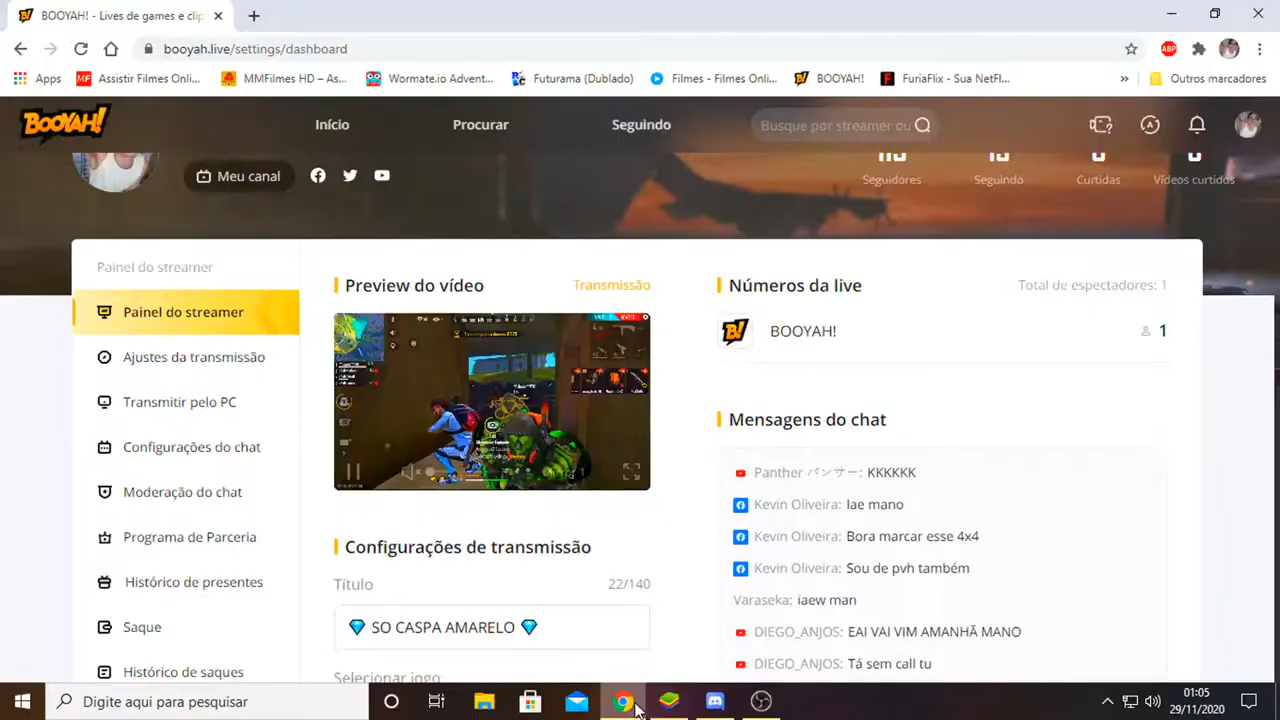 BOOYAH! - Lives de games e clip
booyah.live/settings/dashboard
ABP
Apps
MF Assistir Filmes Onli...
MMFilmes HD – As...
Wormate.io Advent...
Futurama (Dublado)
Filmes - Filmes Onli...
BOOYAH!
F FuriaFlix - Sua NetFl...
»
Outros marcadores
BOOYAH!
Início
Procurar
Seguindo
Busque por streamer ou
Meu canal
Seguidores
Seguindo
Curtidas
Vídeos curtidos
Painel do streamer
Painel do streamer
Ajustes da transmissão
Transmitir pelo PC
Configurações do chat
Moderação do chat
Programa de Parceria
Histórico de presentes
Saque
Histórico de saques
Preview do vídeo
Transmissão
Configurações de transmissão
Título
22/140
💎 SO CASPA AMARELO 💎
Selecionar jogo
Números da live
Total de espectadores: 1
B! BOOYAH!
1
Mensagens do chat
Panther パンサー: KKKKKK
Kevin Oliveira: Iae mano
Kevin Oliveira: Bora marcar esse 4x4
Kevin Oliveira: Sou de pvh também
Varaseka: iaew man
DIEGO_ANJOS: EAI VAI VIM AMANHÃ MANO
DIEGO_ANJOS: Tá sem call tu
Digite aqui para pesquisar
01:05
29/11/2020